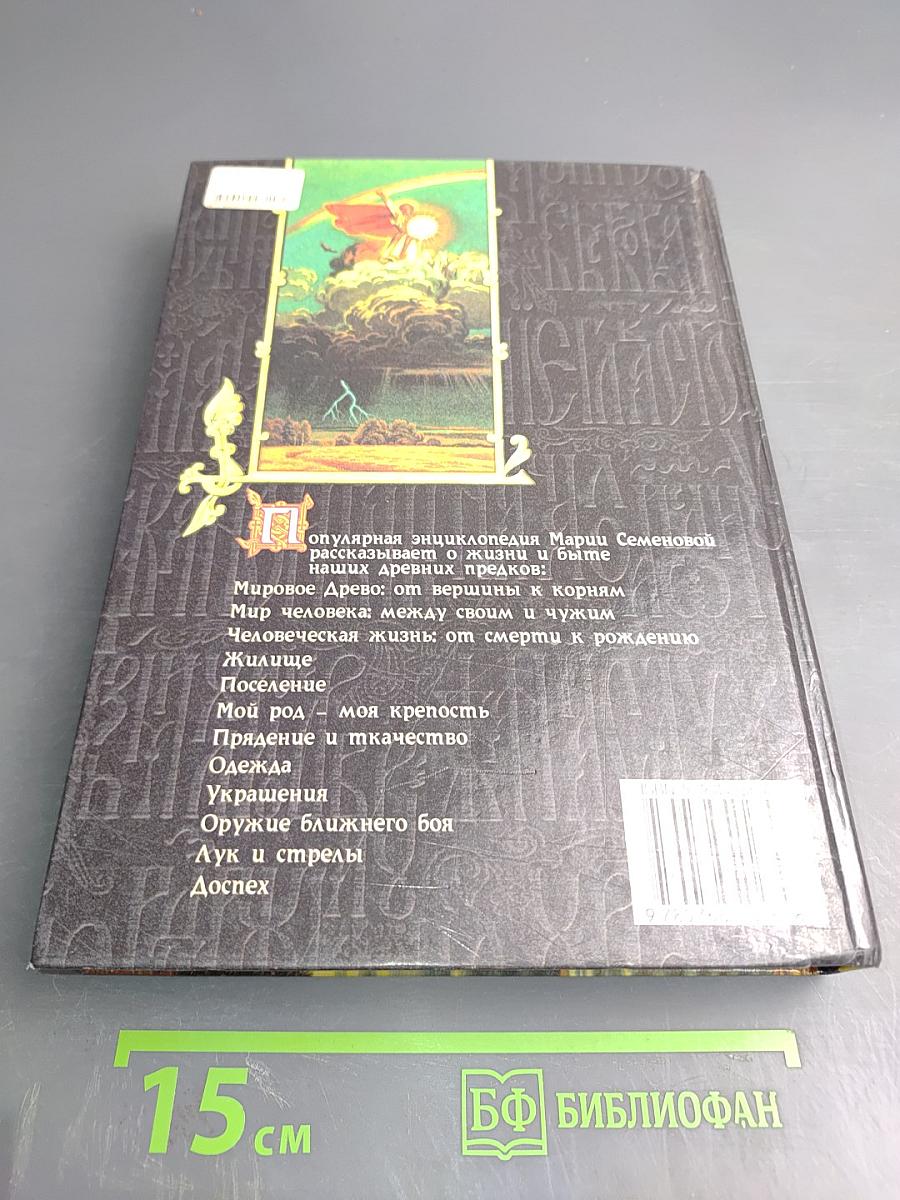 Популярная энциклопедия Марии Семеновой
рассказывает о жизни и быте
наших древних предков:
Мировое Древо: от вершины к корням
Мир человека: между своим и чужим
Человеческая жизнь: от смерти к рождению
Жилище
Поселение
Мой род – моя крепость
Прядение и ткачество
Одежда
Украшения
Оружие ближнего боя
Лук и стрелы
Доспех
15 см
БФ БИБЛИОФАН